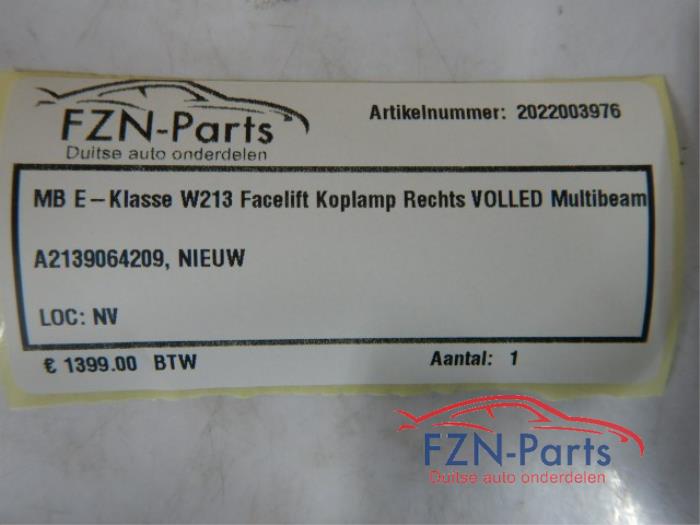 FZN-Parts
Duitse auto onderdelen
Artikelnummer: 2022003976
MB E-Klasse W213 Facelift Koplamp Rechts VOLLED Multibeam
A2139064209, NIEUW
LOC: NV
€ 1399.00 BTW
Aantal: 1
FZN-Parts
Duitse auto onderdelen